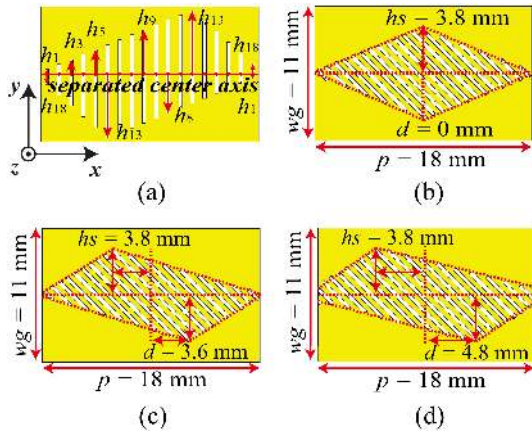 h1 h3 h5 h9 h13 h18
separated center axis
h18 h13 h8 h1
y
z x
(a)
wg = 11 mm
hs = 3.8 mm
d = 0 mm
p = 18 mm
(b)
wg = 11 mm
hs = 3.8 mm
d = 3.6 mm
p = 18 mm
(c)
wg = 11 mm
hs = 3.8 mm
d = 4.8 mm
p = 18 mm
(d)